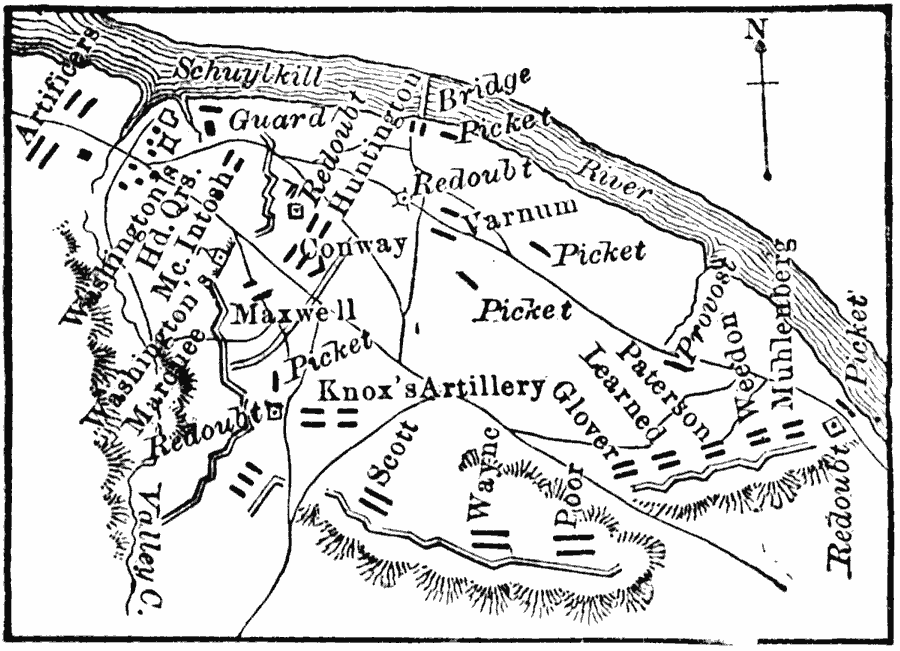 N
Artificers
Schuylkill
Bridge
Guard
Redoubt
Huntington
Picket
Redoubt
River
Washington's
Hd. Qrs.
Mc. Intosh
Varnum
Conway
Picket
Washington's
Marquee
Maxwell
Picket
Provost
Muhlenberg
Picket
Picket
Redoubt
Knox's Artillery
Glover
Learned
Paterson
Weedon
Scott
Wayne
Poor
Redoubt
Valley C.